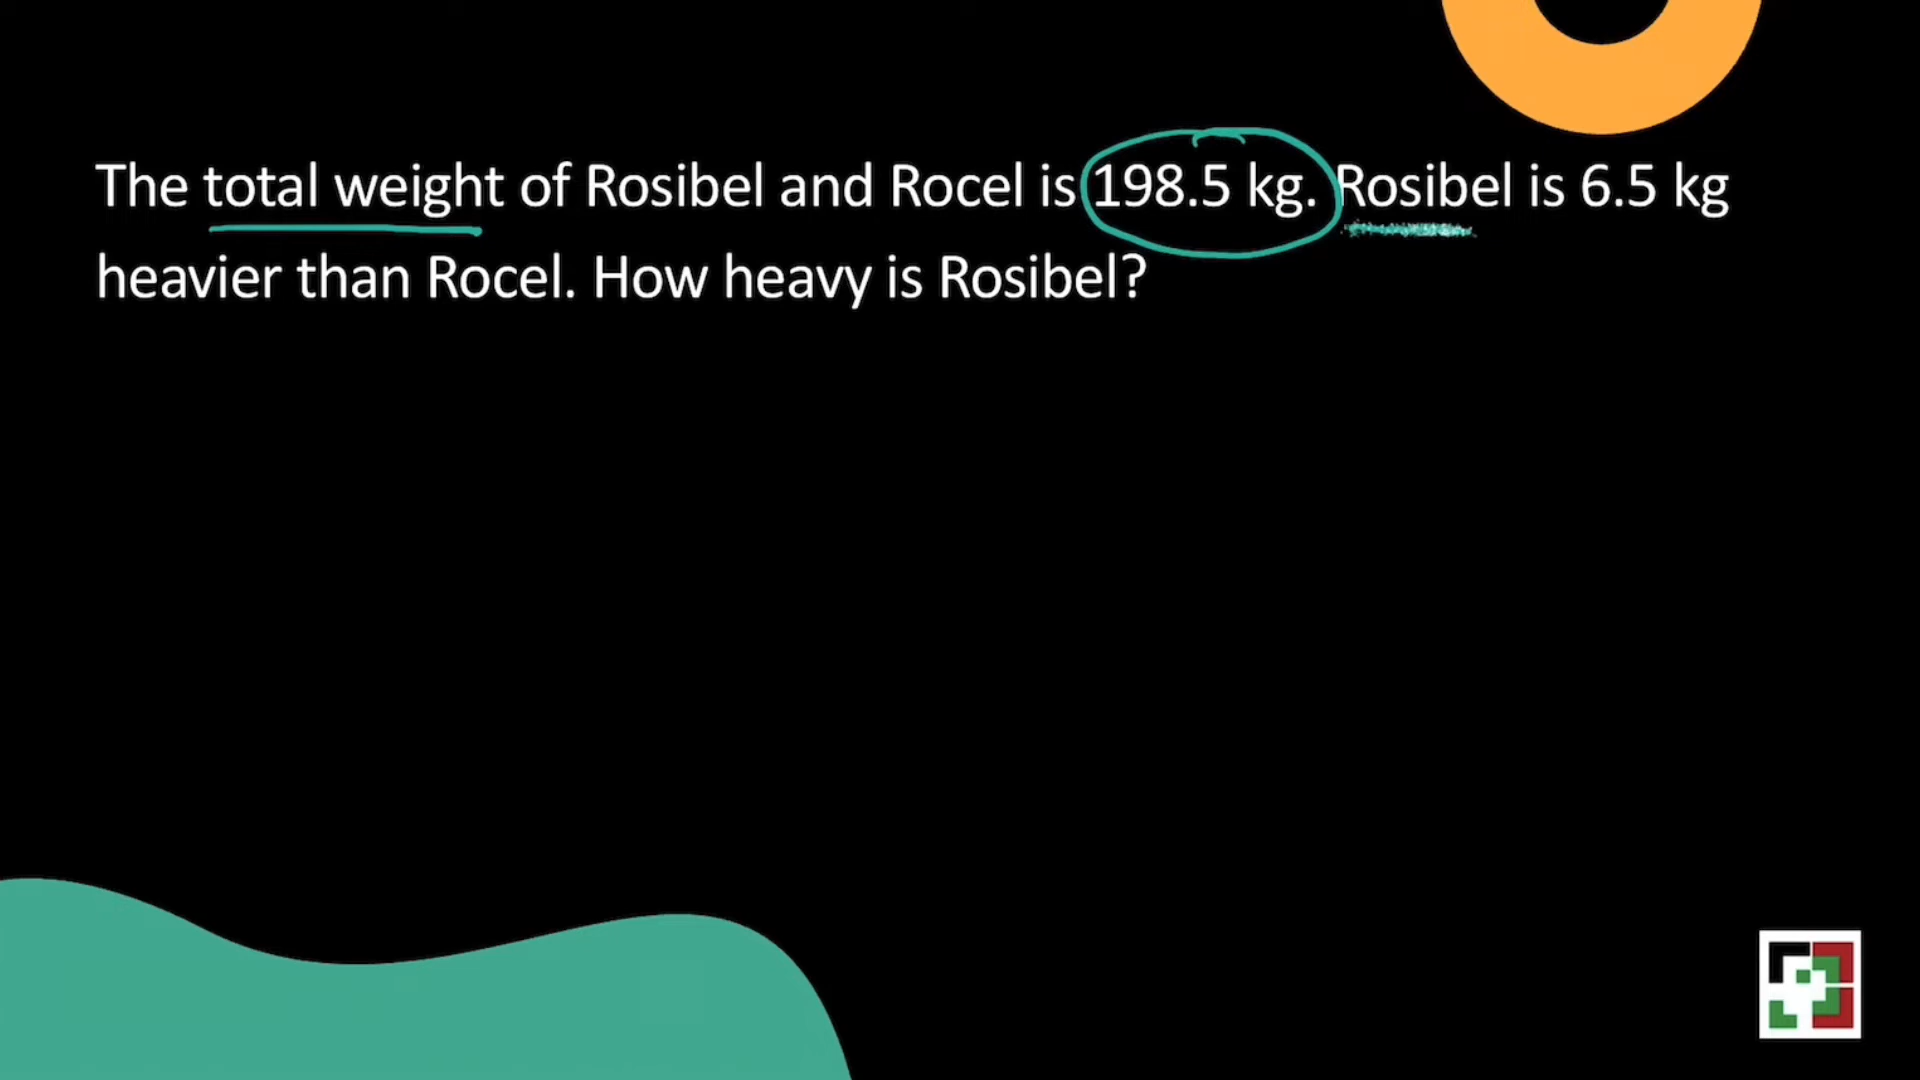 The total weight of Rosibel and Rocel is 198.5 kg. Rosibel is 6.5 kg
heavier than Rocel. How heavy is Rosibel?